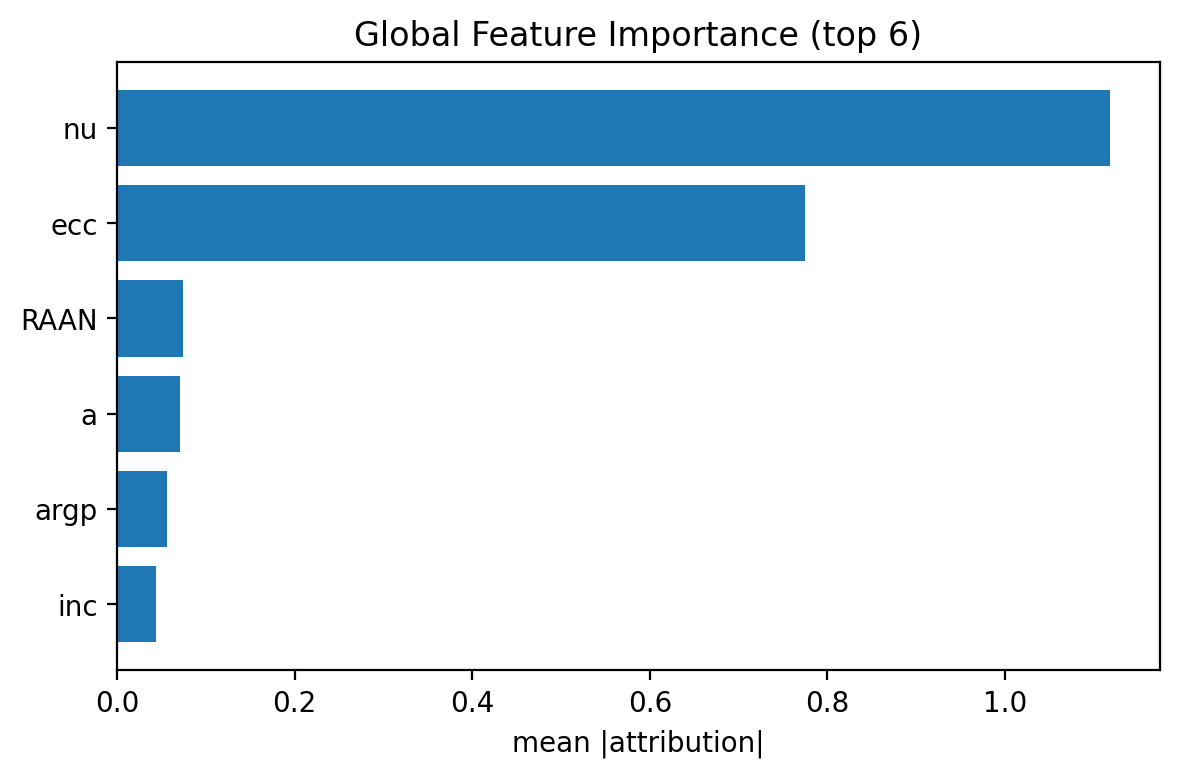 Global Feature Importance (top 6)
nu
ecc
RAAN
a
argp
inc
0.0 0.2 0.4 0.6 0.8 1.0
mean |attribution|